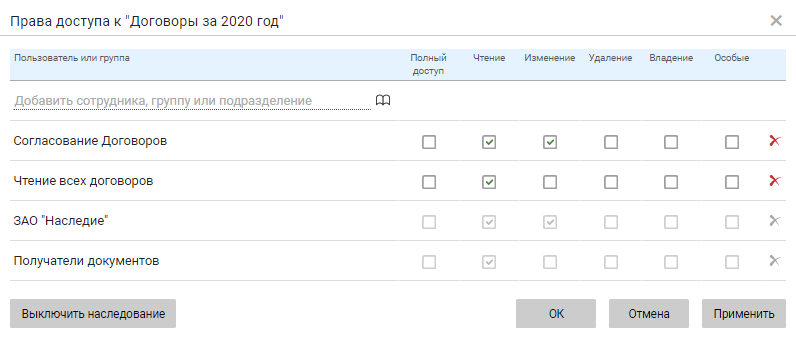 Права доступа к "Договоры за 2020 год"
Пользователь или группа Полный доступ Чтение Изменение Удаление Владение Особые
Добавить сотрудника, группу или подразделение
Согласование Договоров
Чтение всех договоров
ЗАО "Наследие"
Получатели документов
Выключить наследование ОК Отмена Применить